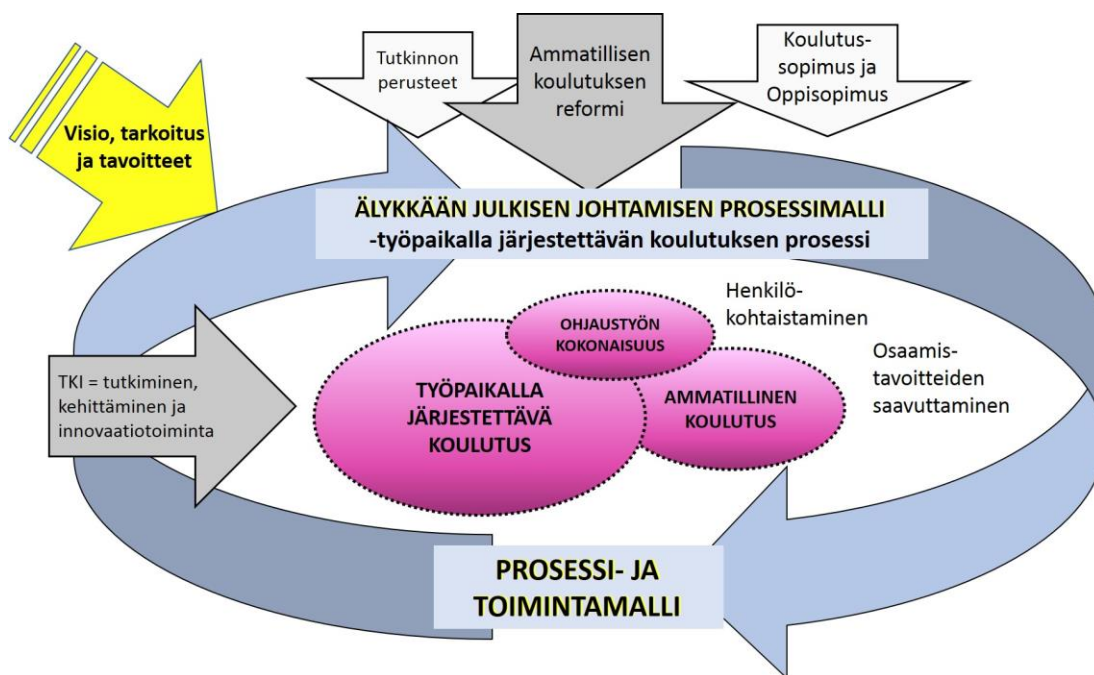 Tutkinnon
perusteet
Ammatillisen
koulutuksen
reformi
Koulutus-
sopimus ja
Oppisopimus
Visio, tarkoitus
ja tavoitteet
ÄLYKKÄÄN JULKISEN JOHTAMISEN PROSESSIMALLI
-työpaikalla järjestettävän koulutuksen prosessi
Henkilö-
kohtaistaminen
OHJAUSTYÖN
KOKONAISUUS
Osaamis-
tavoitteiden
saavuttaminen
TKI = tutkiminen,
kehittäminen ja
innovaatiotoiminta
TYÖPAIKALLA
JÄRJESTETTÄVÄ
KOULUTUS
AMMATILLINEN
KOULUTUS
PROSESSI- JA
TOIMINTAMALLI